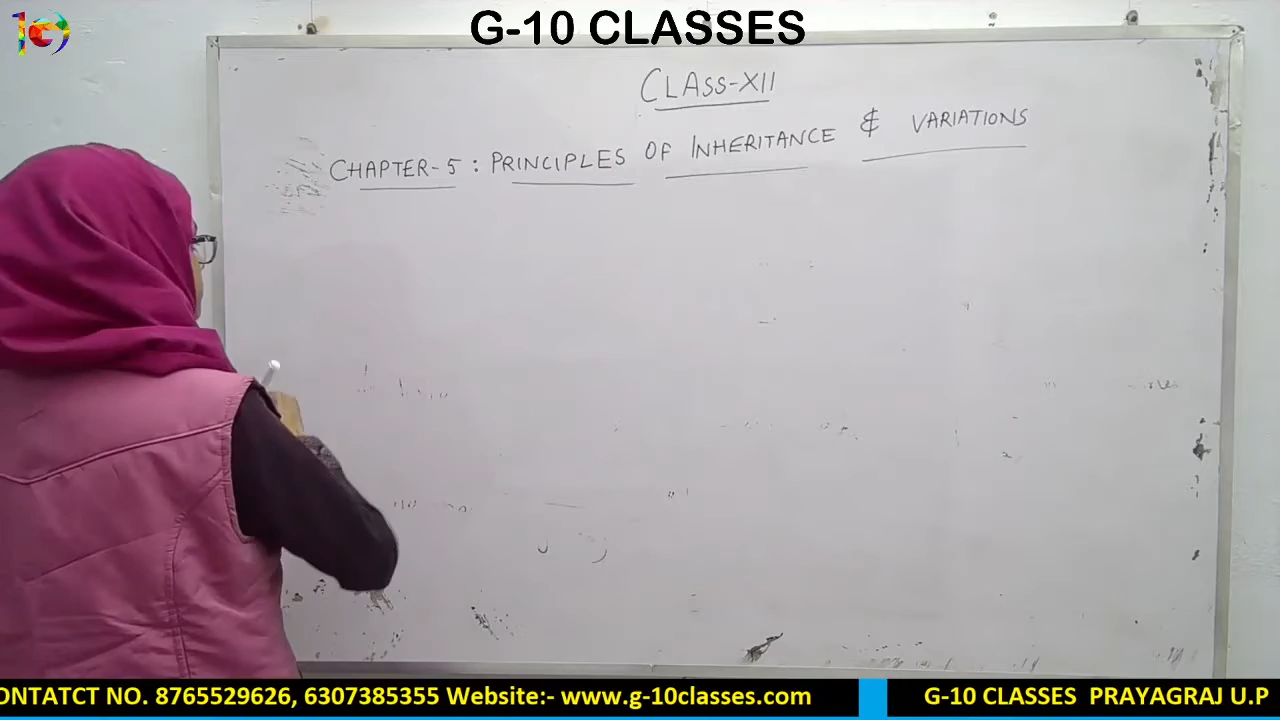 G-10 CLASSES
CLASS-XII
CHAPTER-5 : PRINCIPLES OF INHERITANCE & VARIATIONS
ONTATCT NO. 8765529626, 6307385355 Website:- www.g-10classes.com
G-10 CLASSES PRAYAGRAJ U.P